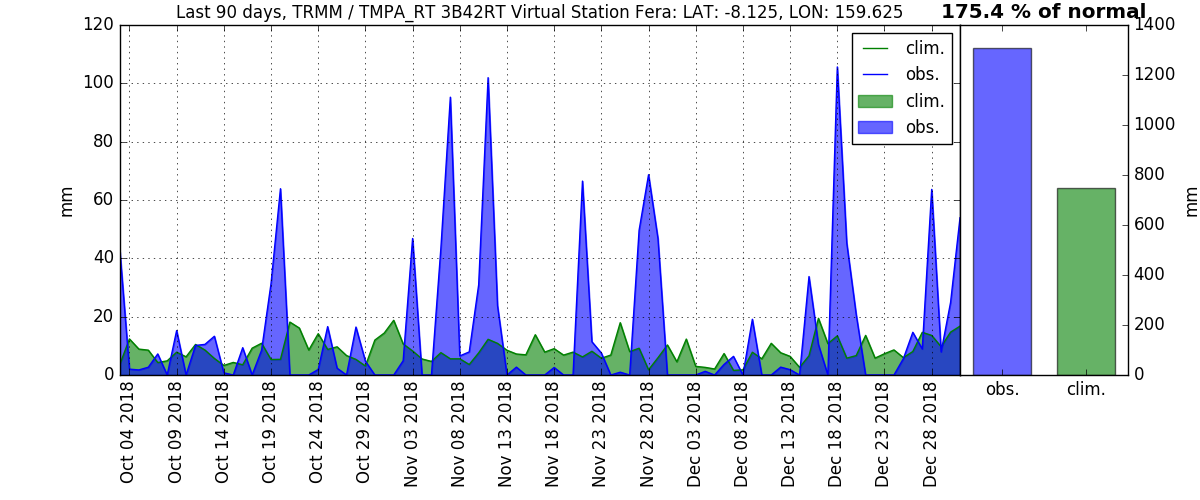 Last 90 days, TRMM / TMPA_RT 3B42RT Virtual Station Fera: LAT: -8.125, LON: 159.625
175.4 % of normal
120
100
80
60
40
20
0
mm
clim.
obs.
clim.
obs.
1400
1200
1000
800
600
400
200
0
mm
Oct 04 2018
Oct 09 2018
Oct 14 2018
Oct 19 2018
Oct 24 2018
Oct 29 2018
Nov 03 2018
Nov 08 2018
Nov 13 2018
Nov 18 2018
Nov 23 2018
Nov 28 2018
Dec 03 2018
Dec 08 2018
Dec 13 2018
Dec 18 2018
Dec 23 2018
Dec 28 2018
obs.
clim.